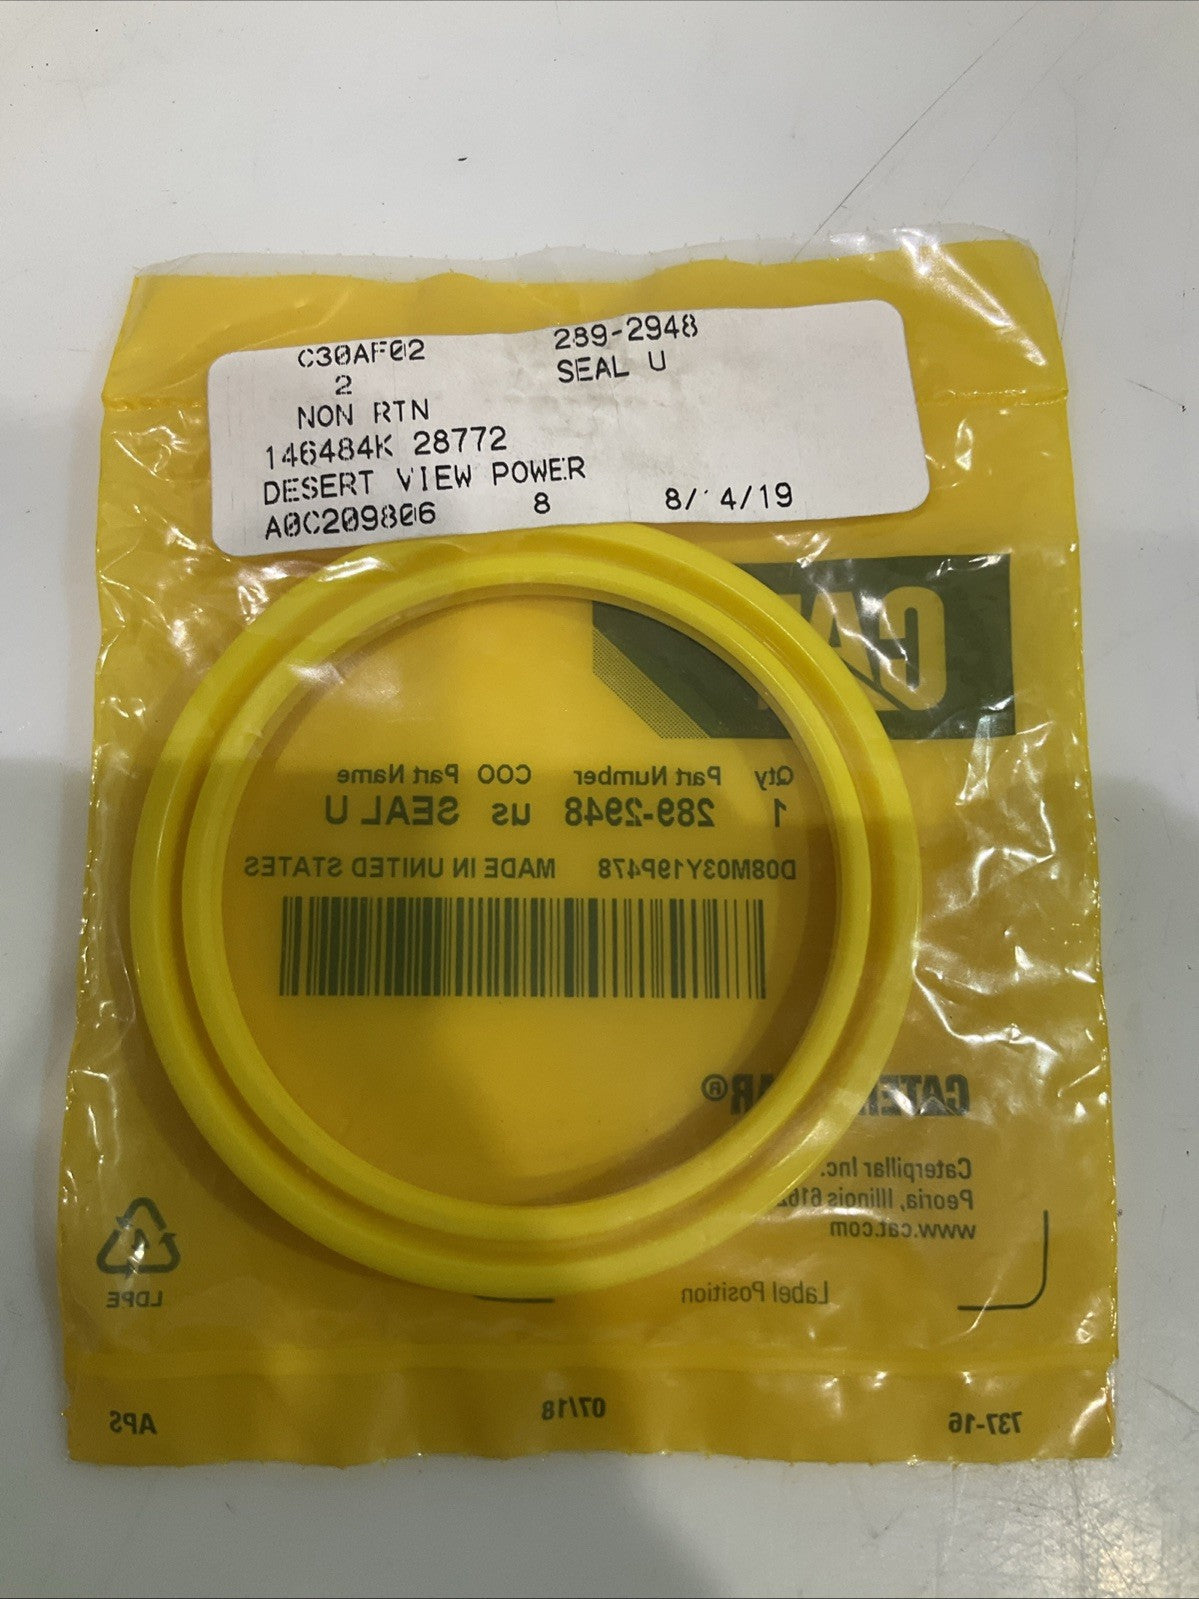 C30AF02 289-2948
2 SEAL U
NON RTN
146484K 28772
DESERT VIEW POWER
A0C209806 8 8/ 4/19
CAT
Qty Part Number COO Part Name
1 289-2948 us SEAL U
D08M03Y19P478 MADE IN UNITED STATES
Caterpillar Inc.
Peoria, Illinois
www.cat.com
Label Position
LDPE
737-16 07/18 APS